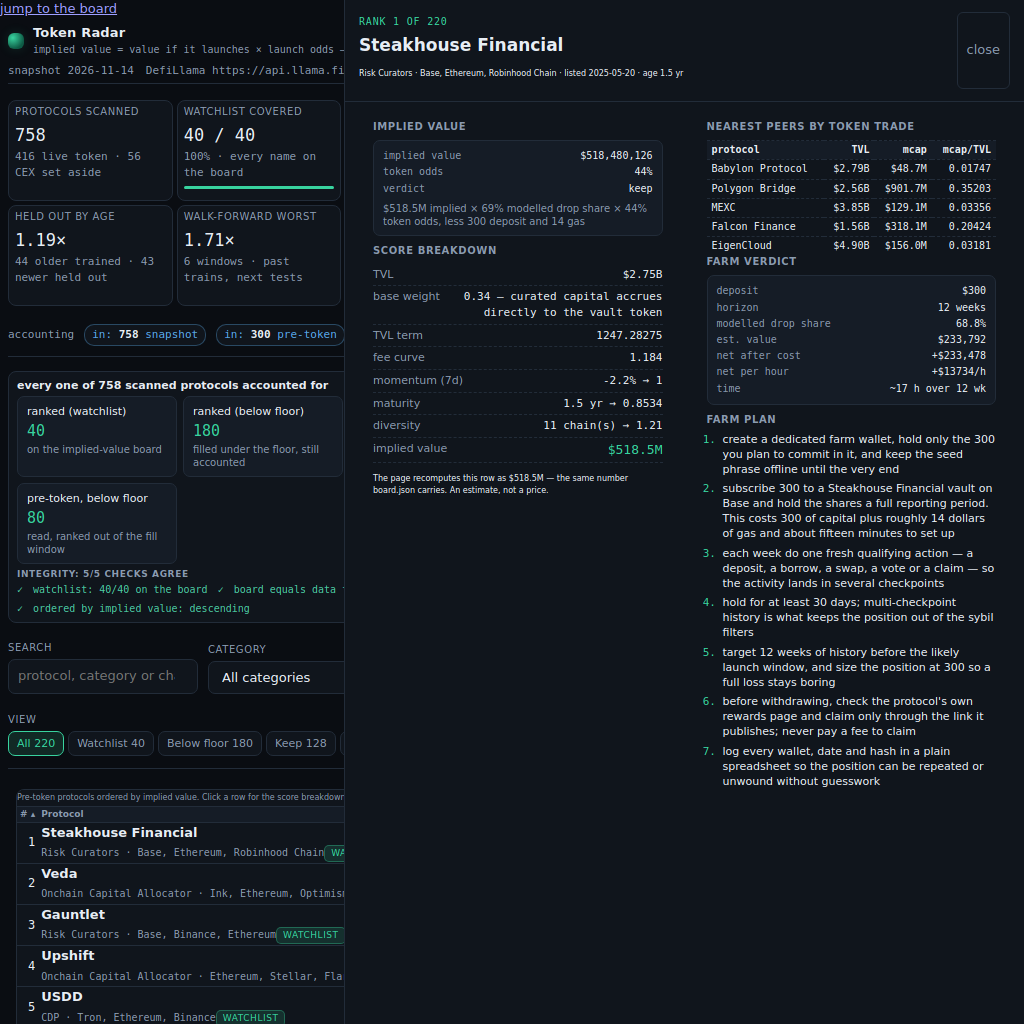 jump to the board
Token Radar
implied value = value if it launches × launch odds —
snapshot 2026-11-14 DefiLlama https://api.llama.fi
PROTOCOLS SCANNED
758
416 live token · 56
CEX set aside
WATCHLIST COVERED
40 / 40
100% · every name on
the board
HELD OUT BY AGE
1.19×
44 older trained · 43
newer held out
WALK-FORWARD WORST
1.71×
6 windows · past
trains, next tests
accounting
in: 758 snapshot
in: 300 pre-token
every one of 758 scanned protocols accounted for
ranked (watchlist)
40
on the implied-value board
ranked (below floor)
180
filled under the floor, still
accounted
pre-token, below floor
80
read, ranked out of the fill
window
INTEGRITY: 5/5 CHECKS AGREE
✓ watchlist: 40/40 on the board ✓ board equals data
✓ ordered by implied value: descending
SEARCH
protocol, category or ch
CATEGORY
All categories
VIEW
All 220
Watchlist 40
Below floor 180
Keep 128
Pre-token protocols ordered by implied value. Click a row for the score breakdown
# ▴ Protocol
1 Steakhouse Financial
Risk Curators · Base, Ethereum, Robinhood Chain WA
2 Veda
Onchain Capital Allocator · Ink, Ethereum, Optimism
3 Gauntlet
Risk Curators · Base, Binance, Ethereum WATCHLIST
4 Upshift
Onchain Capital Allocator · Ethereum, Stellar, Fla
5 USDD
CDP · Tron, Ethereum, Binance WATCHLIST
RANK 1 OF 220
Steakhouse Financial
Risk Curators · Base, Ethereum, Robinhood Chain · listed 2025-05-20 · age 1.5 yr
close
IMPLIED VALUE
implied value $518,480,126
token odds 44%
verdict keep
$518.5M implied × 69% modelled drop share × 44%
token odds, less 300 deposit and 14 gas
SCORE BREAKDOWN
TVL $2.75B
base weight 0.34 — curated capital accrues
directly to the vault token
TVL term 1247.28275
fee curve 1.184
momentum (7d) -2.2% → 1
maturity 1.5 yr → 0.8534
diversity 11 chain(s) → 1.21
implied value $518.5M
The page recomputes this row as $518.5M — the same number
board.json carries. An estimate, not a price.
NEAREST PEERS BY TOKEN TRADE
protocol TVL mcap mcap/TVL
Babylon Protocol $2.79B $48.7M 0.01747
Polygon Bridge $2.56B $901.7M 0.35203
MEXC $3.85B $129.1M 0.03356
Falcon Finance $1.56B $318.1M 0.20424
EigenCloud $4.90B $156.0M 0.03181
FARM VERDICT
deposit $300
horizon 12 weeks
modelled drop share 68.8%
est. value $233,792
net after cost +$233,478
net per hour +$13734/h
time ~17 h over 12 wk
FARM PLAN
1. create a dedicated farm wallet, hold only the 300
you plan to commit in it, and keep the seed
phrase offline until the very end
2. subscribe 300 to a Steakhouse Financial vault on
Base and hold the shares a full reporting period.
This costs 300 of capital plus roughly 14 dollars
of gas and about fifteen minutes to set up
3. each week do one fresh qualifying action — a
deposit, a borrow, a swap, a vote or a claim — so
the activity lands in several checkpoints
4. hold for at least 30 days; multi-checkpoint
history is what keeps the position out of the sybil
filters
5. target 12 weeks of history before the likely
launch window, and size the position at 300 so a
full loss stays boring
6. before withdrawing, check the protocol's own
rewards page and claim only through the link it
publishes; never pay a fee to claim
7. log every wallet, date and hash in a plain
spreadsheet so the position can be repeated or
unwound without guesswork